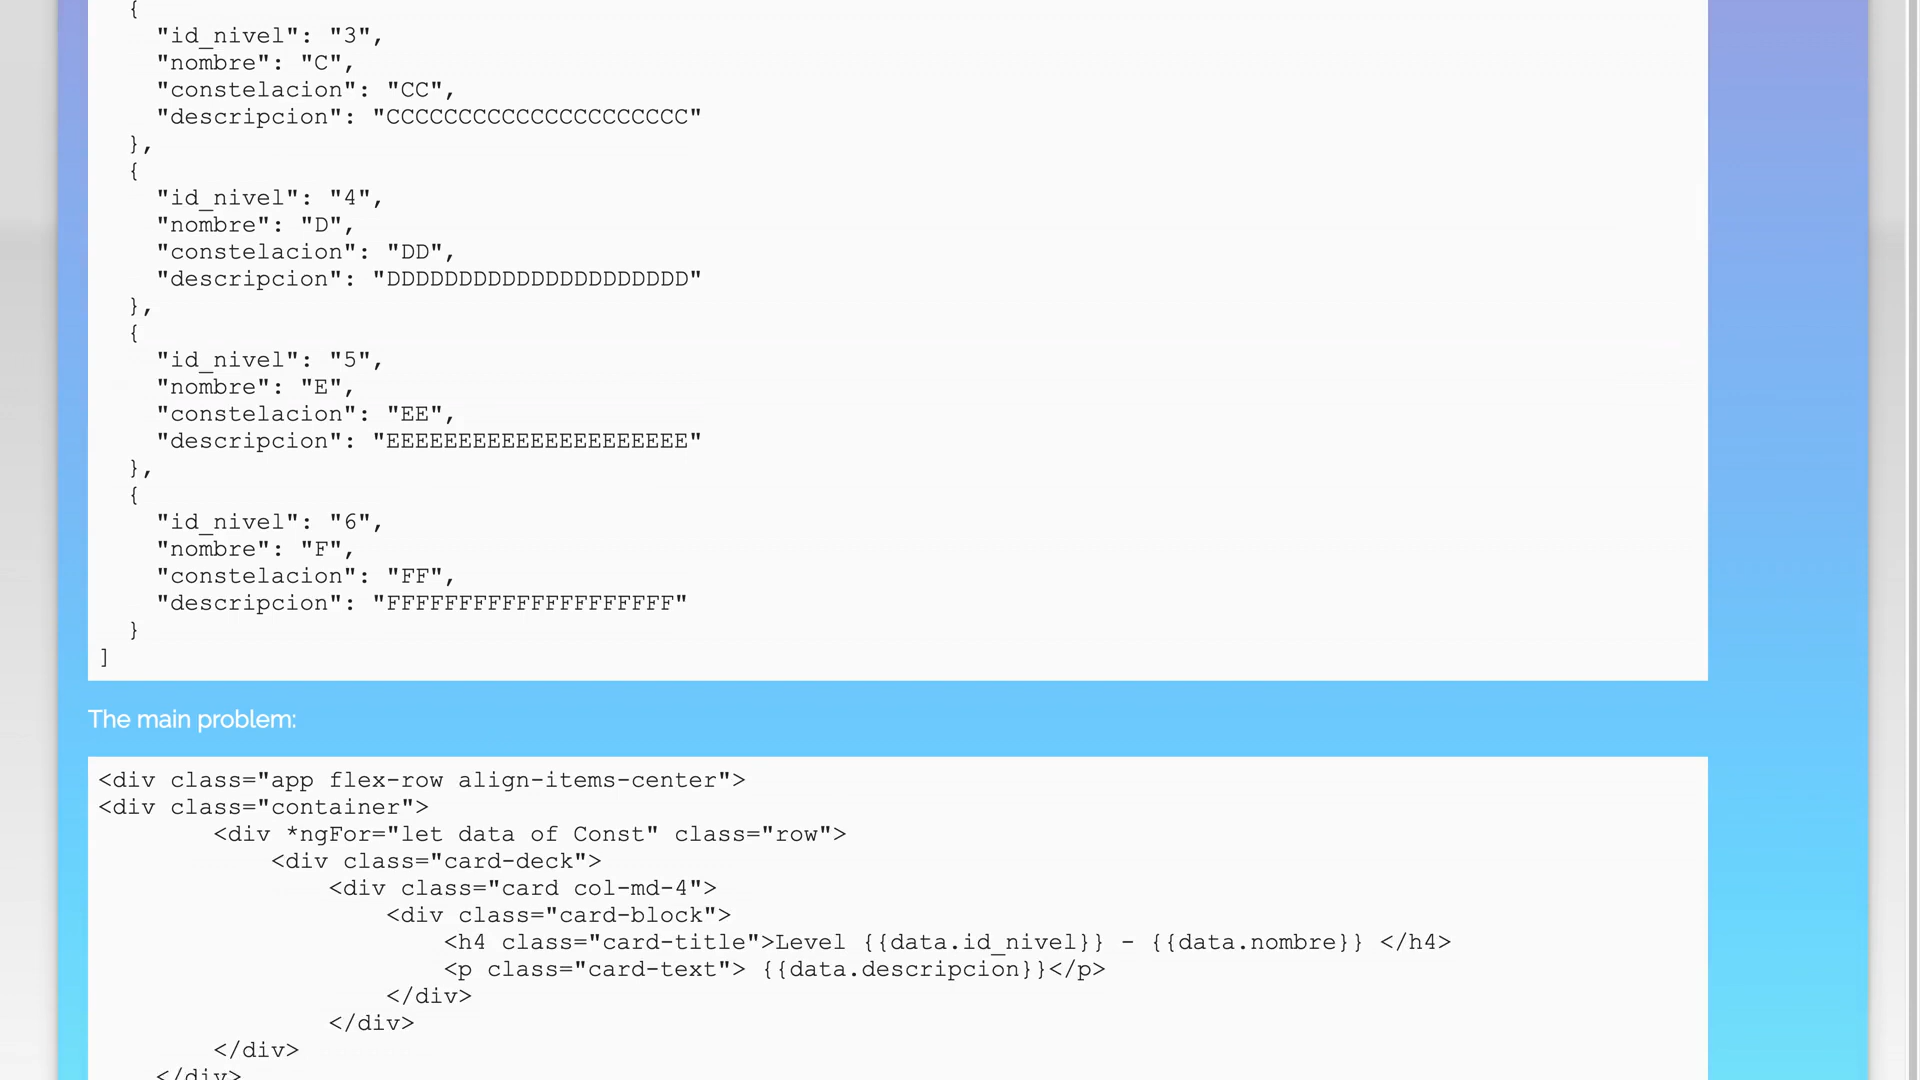 {
"id_nivel": "3",
"nombre": "C",
"constelacion": "CC",
"descripcion": "CCCCCCCCCCCCCCCCCCCCC"
},
{
"id_nivel": "4",
"nombre": "D",
"constelacion": "DD",
"descripcion": "DDDDDDDDDDDDDDDDDDDDD"
},
{
"id_nivel": "5",
"nombre": "E",
"constelacion": "EE",
"descripcion": "EEEEEEEEEEEEEEEEEEEEE"
},
{
"id_nivel": "6",
"nombre": "F",
"constelacion": "FF",
"descripcion": "FFFFFFFFFFFFFFFFFFFF"
}
]
The main problem:
<div class="app flex-row align-items-center">
<div class="container">
<div *ngFor="let data of Const" class="row">
<div class="card-deck">
<div class="card col-md-4">
<div class="card-block">
<h4 class="card-title">Level {{data.id_nivel}} - {{data.nombre}} </h4>
<p class="card-text"> {{data.descripcion}}</p>
</div>
</div>
</div>
</div>